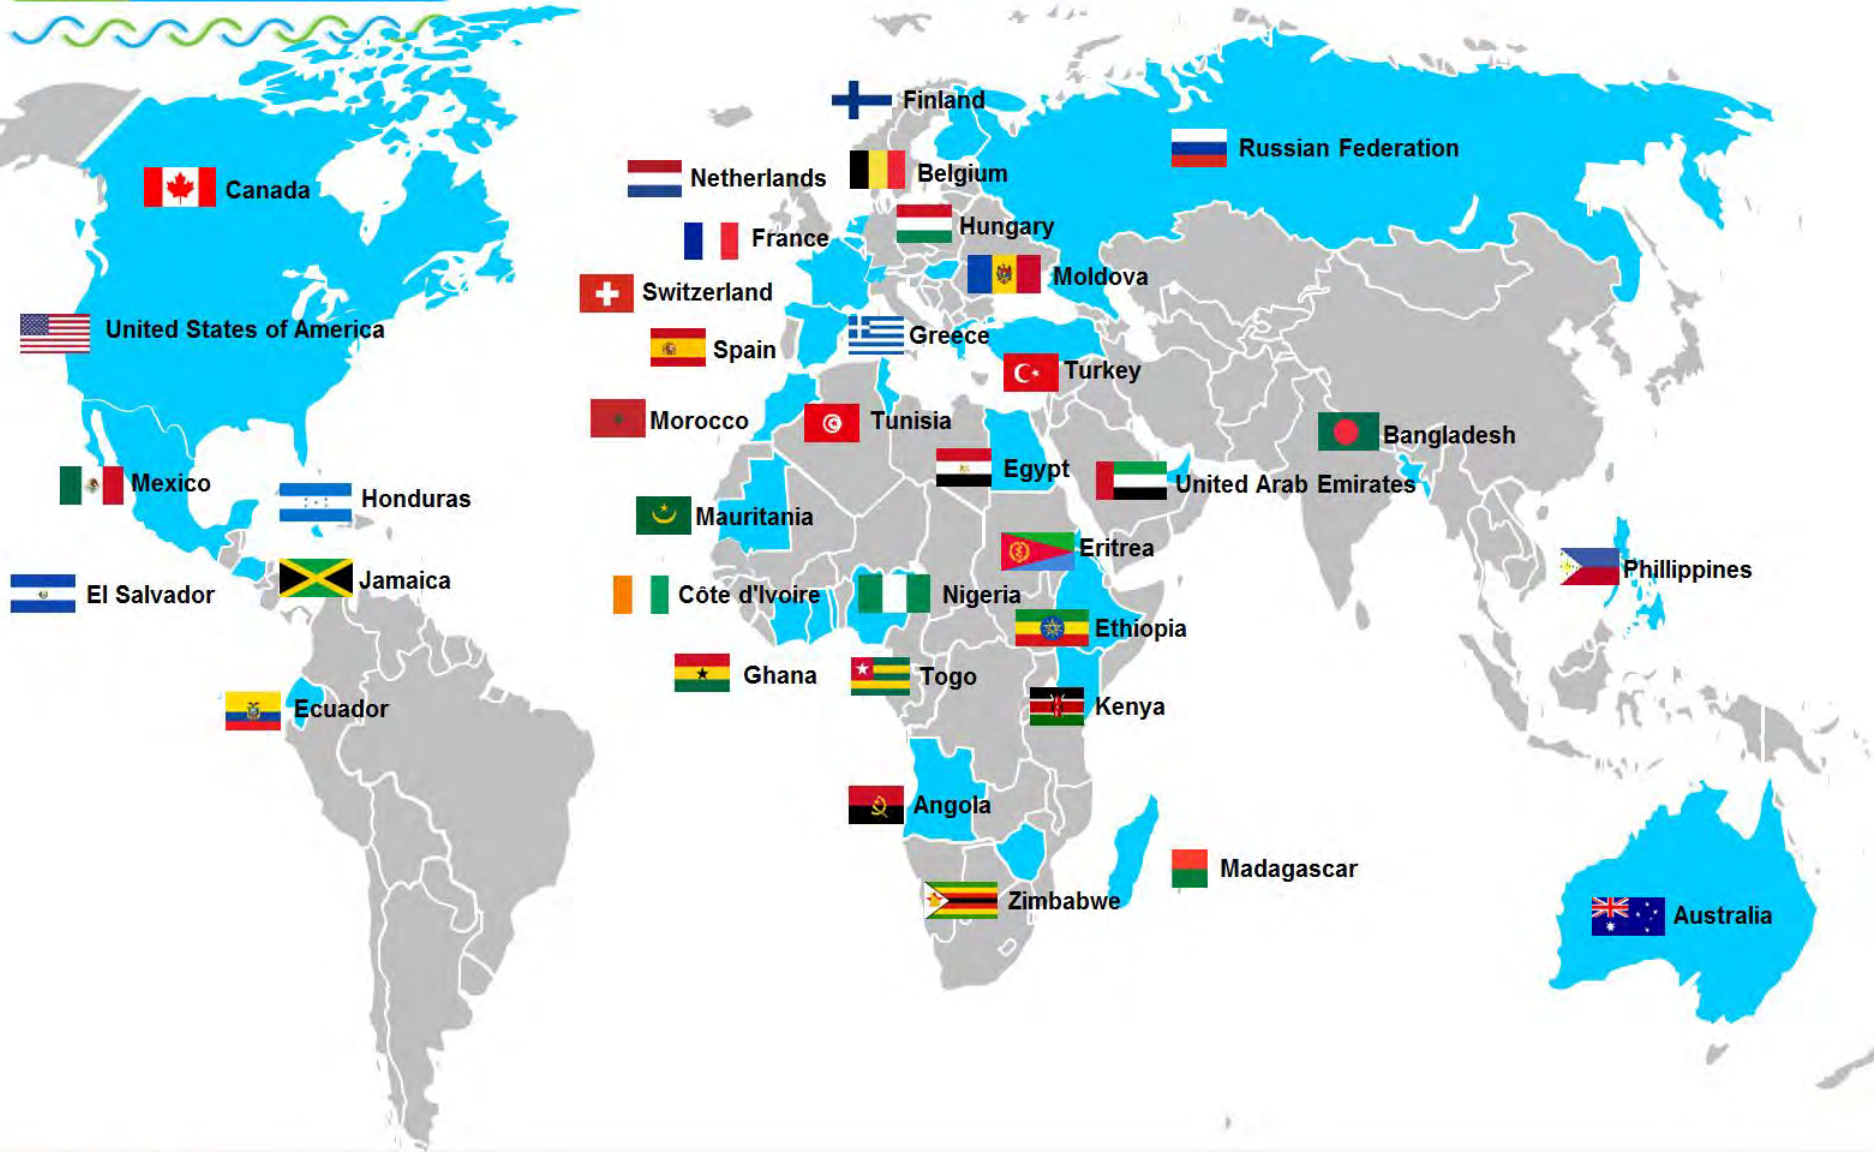 Finland
Russian Federation
Netherlands
Belgium
Canada
Hungary
France
Moldova
Switzerland
United States of America
Greece
Spain
Turkey
Morocco
Tunisia
Bangladesh
Egypt
Mexico
United Arab Emirates
Honduras
Mauritania
Eritrea
Phillippines
Jamaica
El Salvador
Côte d'Ivoire
Nigeria
Ethiopia
Ghana
Togo
Kenya
Ecuador
Angola
Madagascar
Zimbabwe
Australia